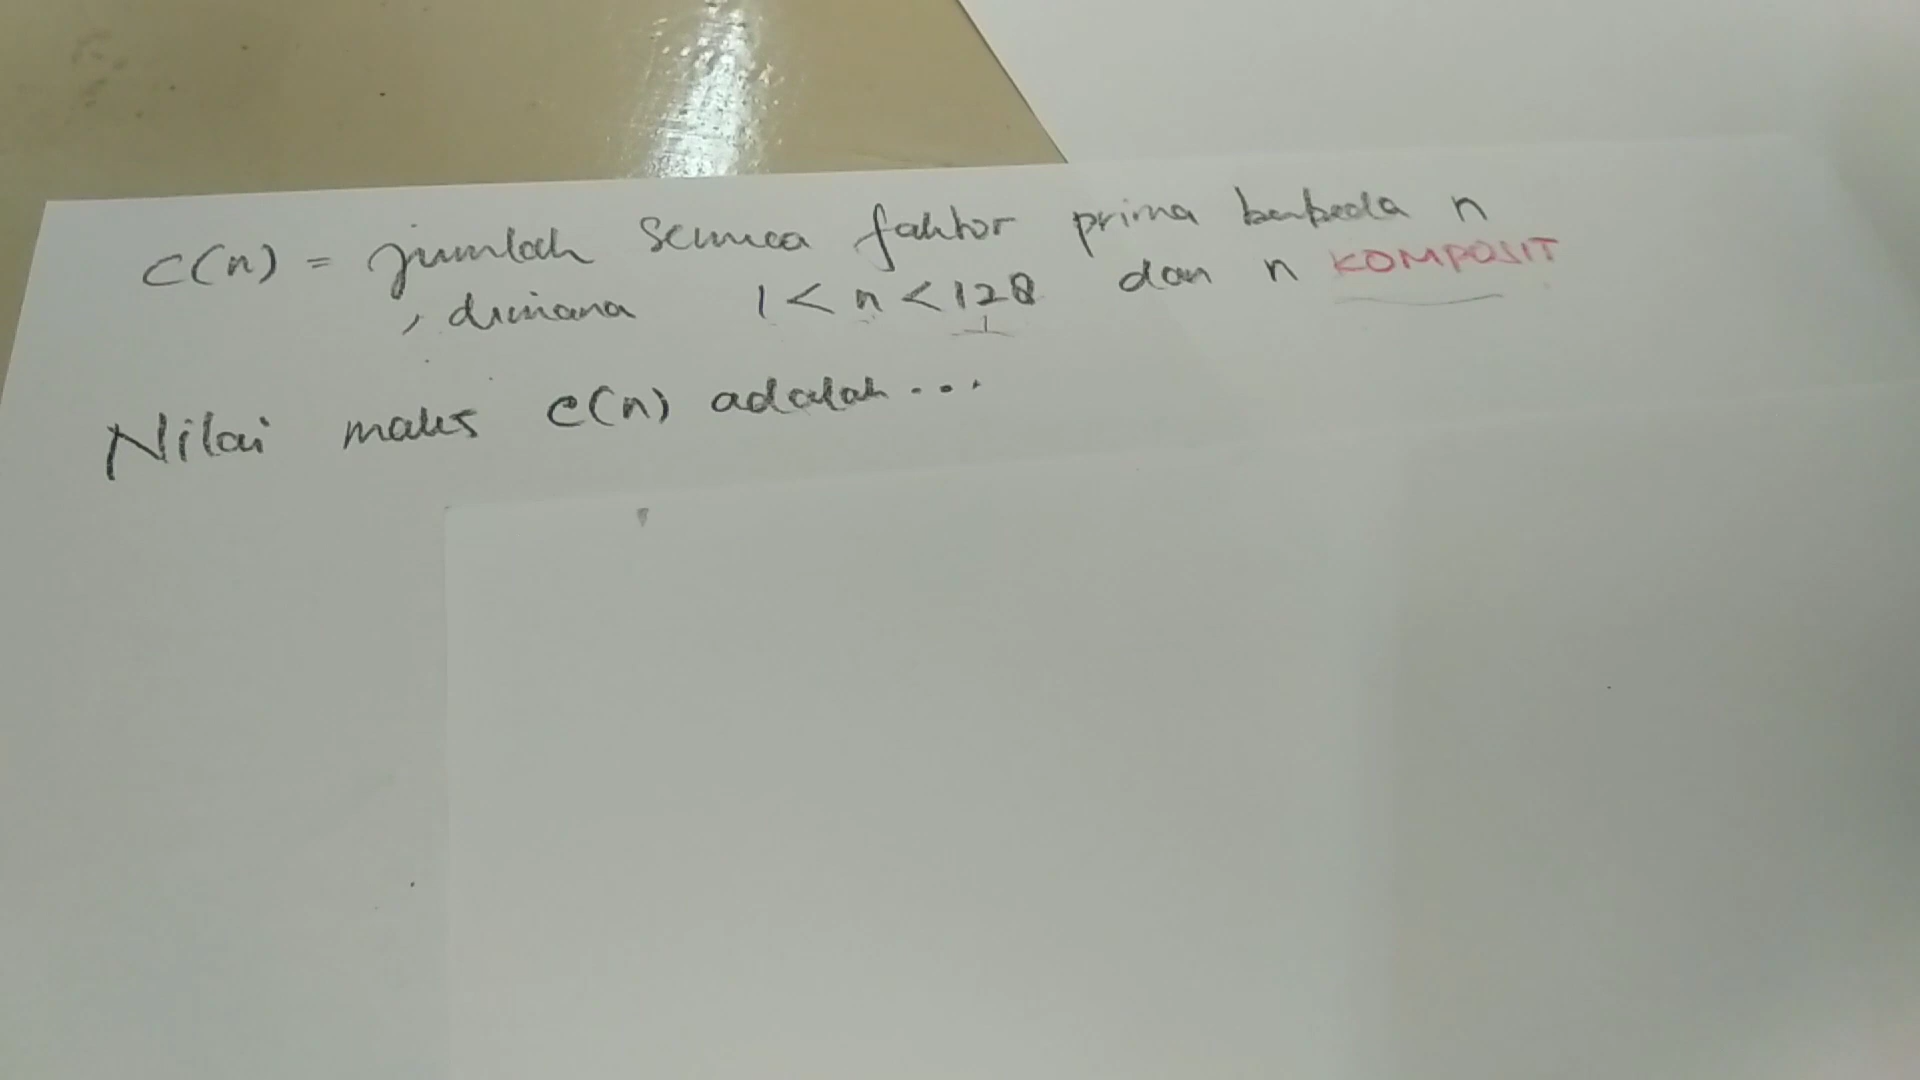 c(n) = jumlah semua faktor prima berbeda n
, dimana 1 < n < 128 dan n KOMPOSIT
Nilai maks c(n) adalah...